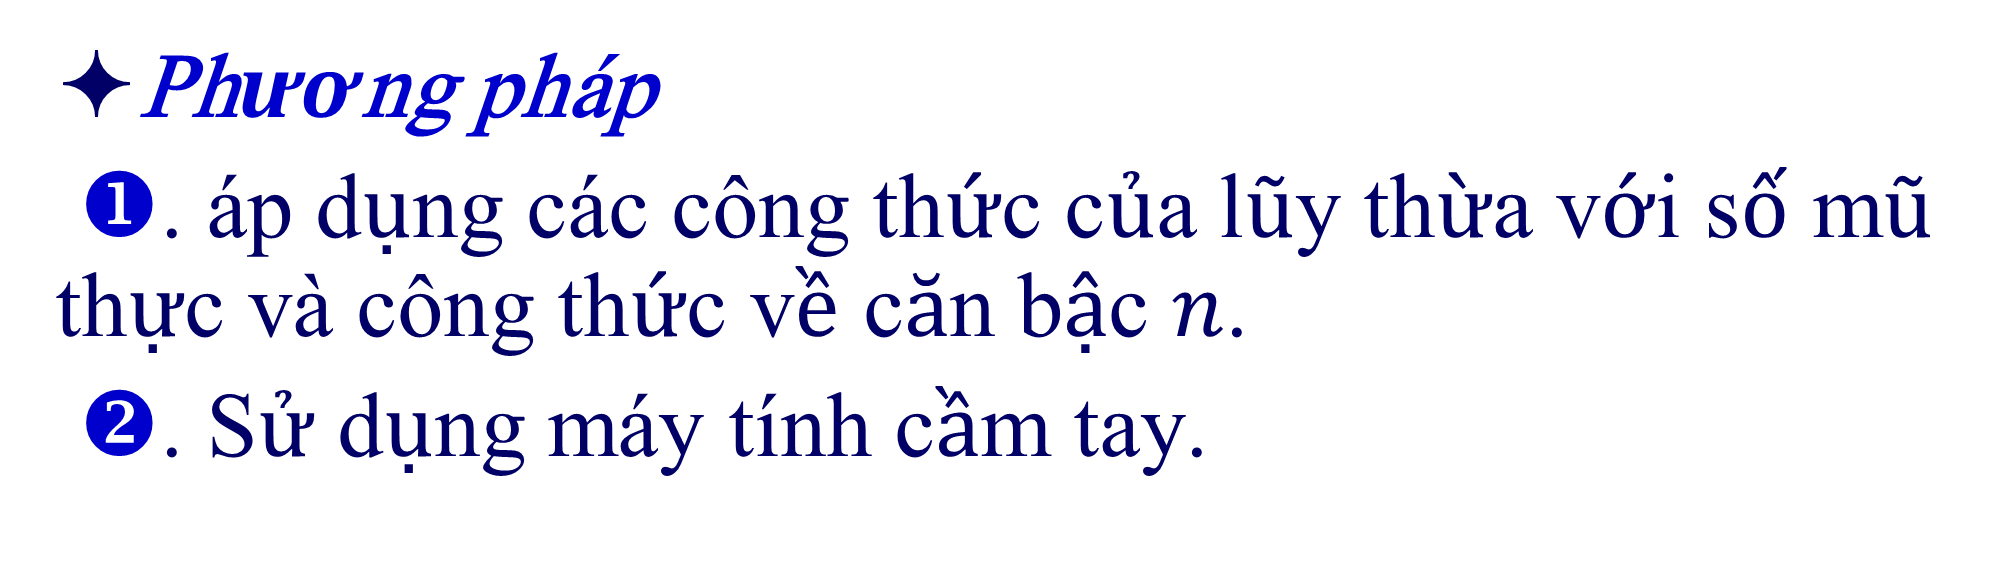 ✦Phương pháp
❶. áp dụng các công thức của lũy thừa với số mũ
thực và công thức về căn bậc n.
❷. Sử dụng máy tính cầm tay.